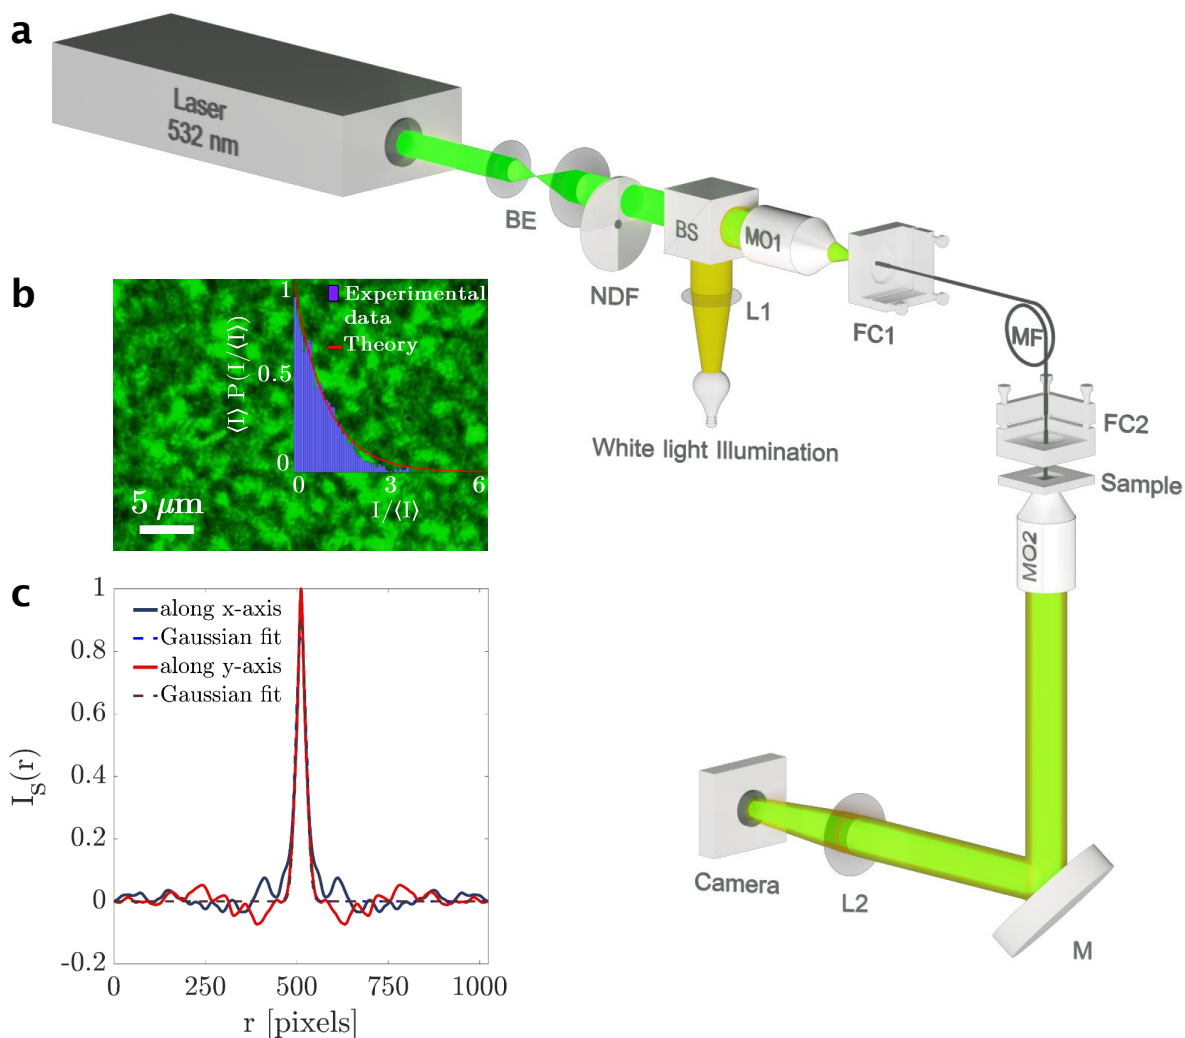 a
Laser
532 nm
BE
NDF
BS
MO1
L1
FC1
MF
FC2
Sample
MO2
White light Illumination
Camera
L2
M
b
1
0.5
0
⟨I⟩ P(I/⟨I⟩)
Experimental
data
Theory
0 3 6
I/⟨I⟩
5 μm
c
along x-axis
Gaussian fit
along y-axis
Gaussian fit
1
0.8
0.6
0.4
0.2
0
-0.2
I_S(r)
0 250 500 750 1000
r [pixels]